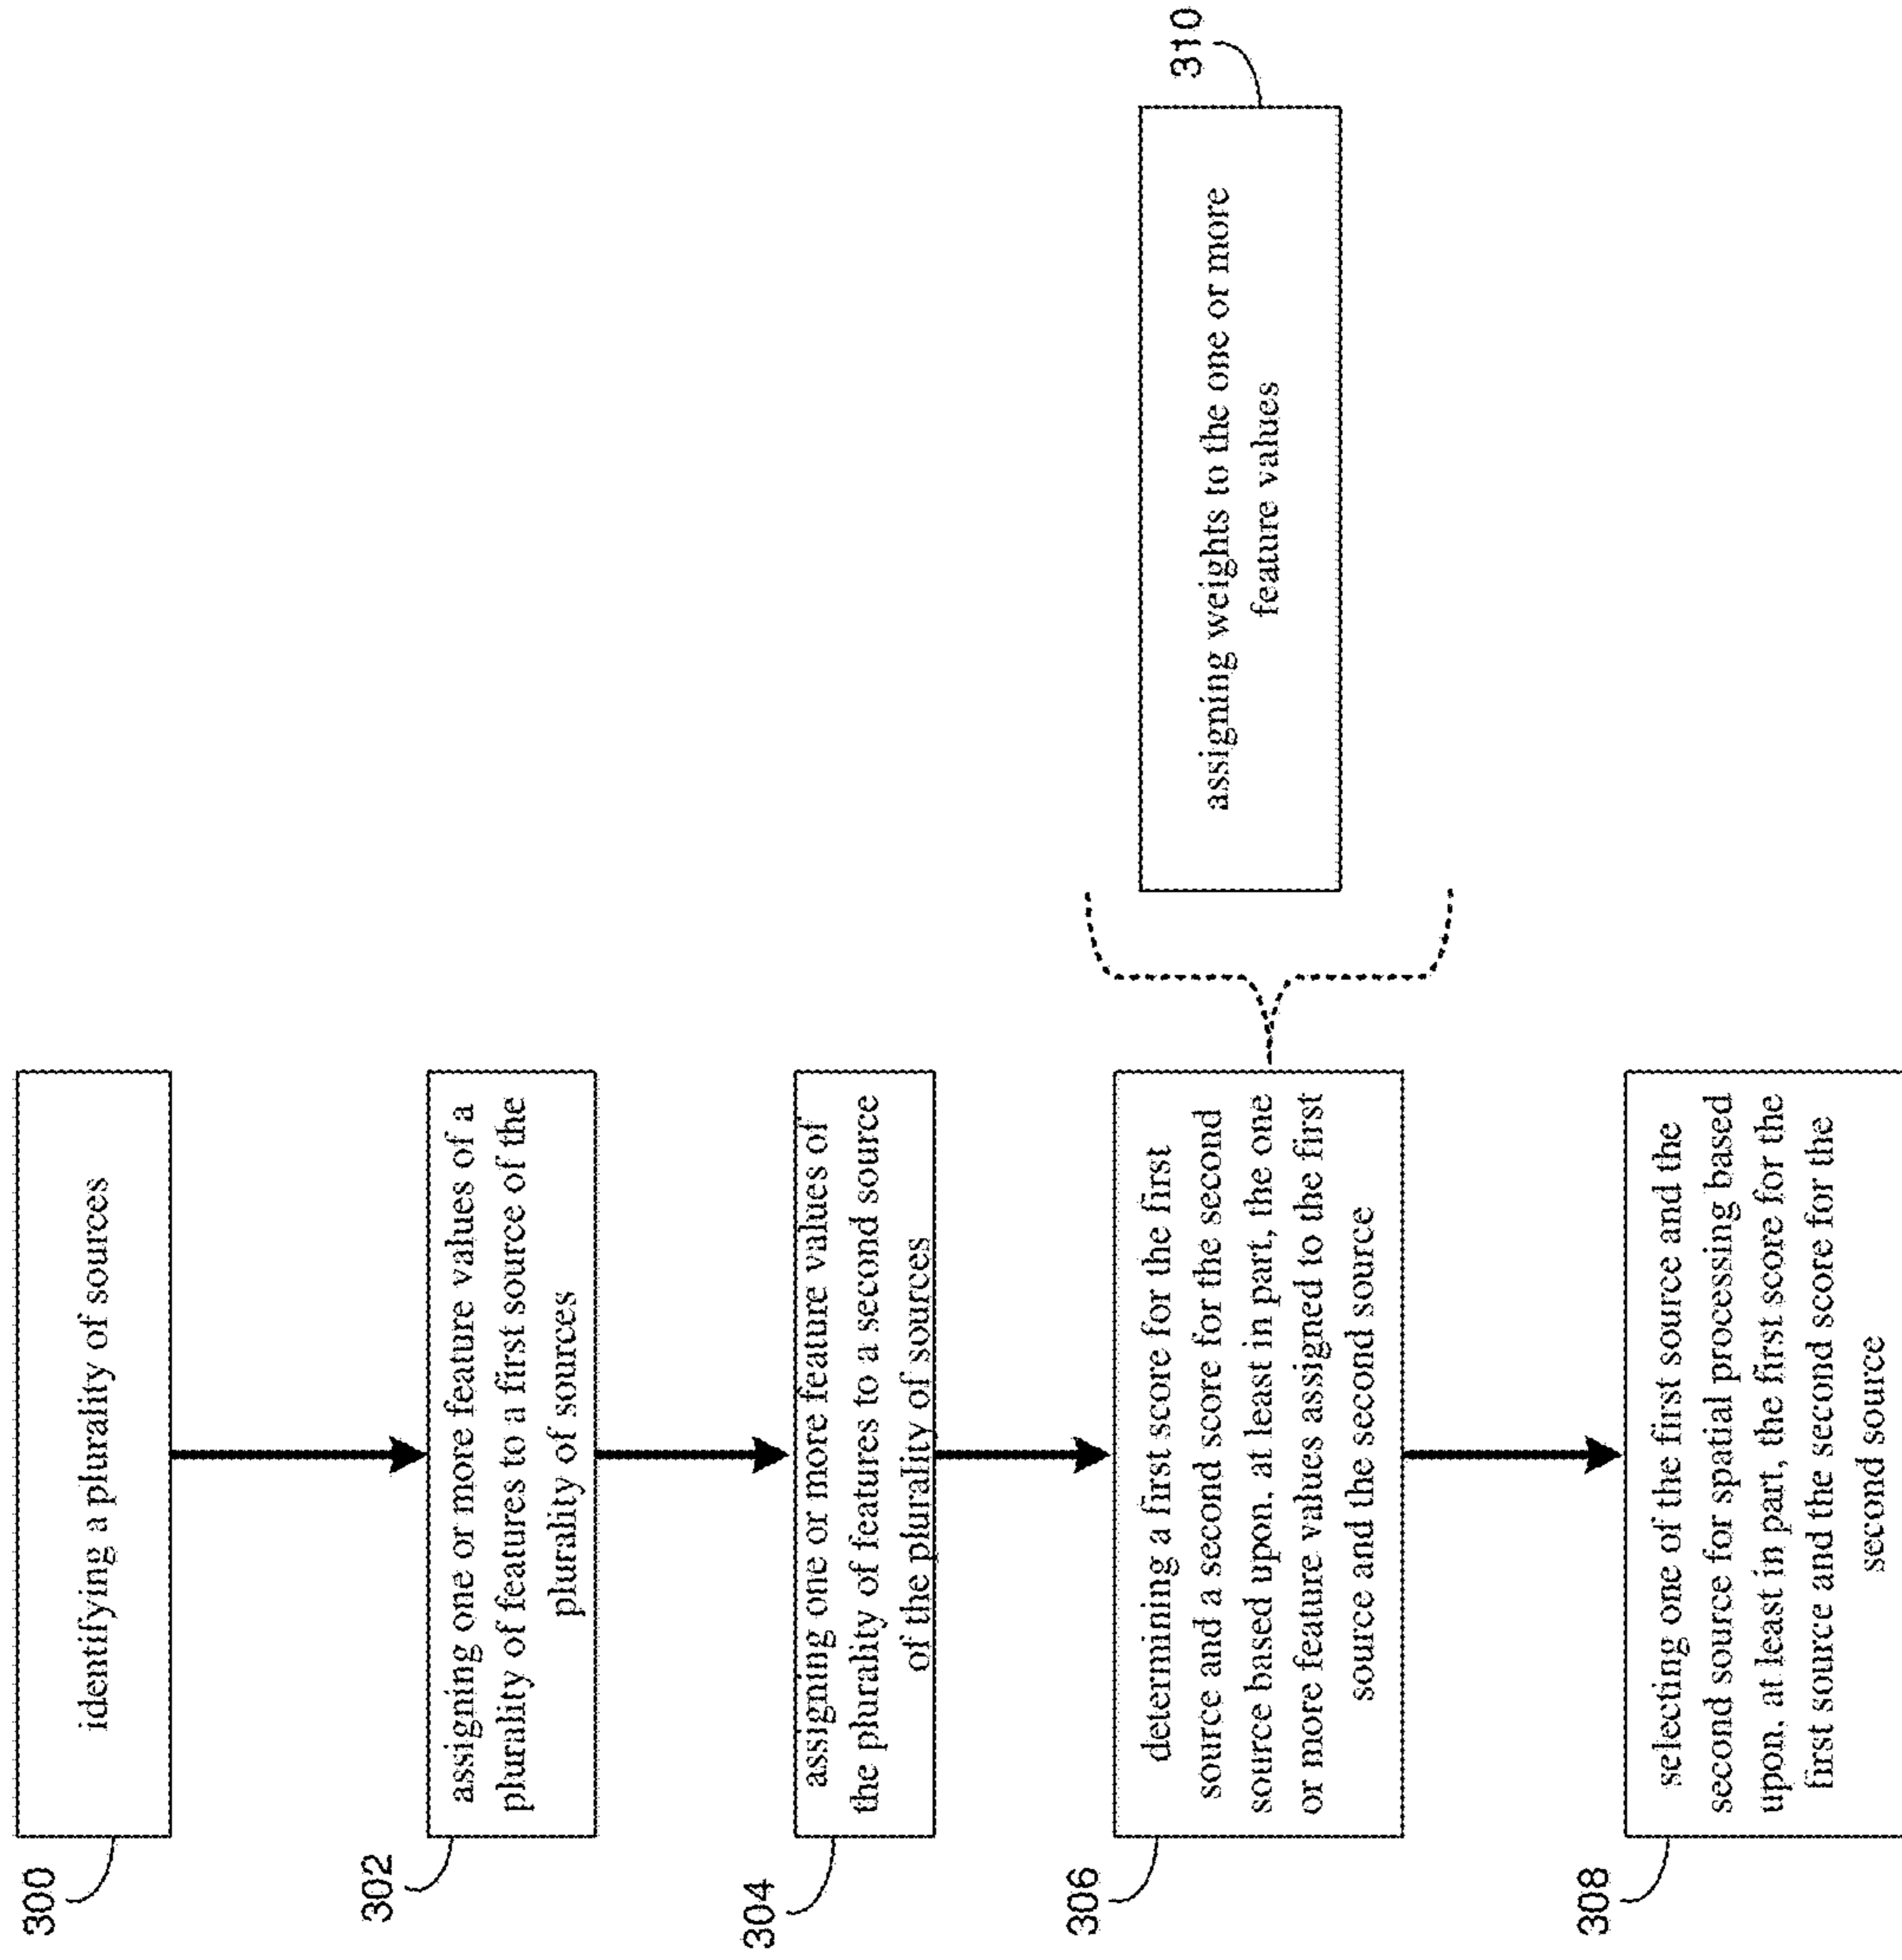 300
identifying a plurality of sources
302
assigning one or more feature values of a
plurality of features to a first source of the
plurality of sources
304
assigning one or more feature values of
the plurality of features to a second source
of the plurality of sources
306
determining a first score for the first
source and a second score for the second
source based upon, at least in part, the one
or more feature values assigned to the first
source and the second source
310
assigning weights to the one or more
feature values
308
selecting one of the first source and the
second source for spatial processing based
upon, at least in part, the first score for the
first source and the second score for the
second source